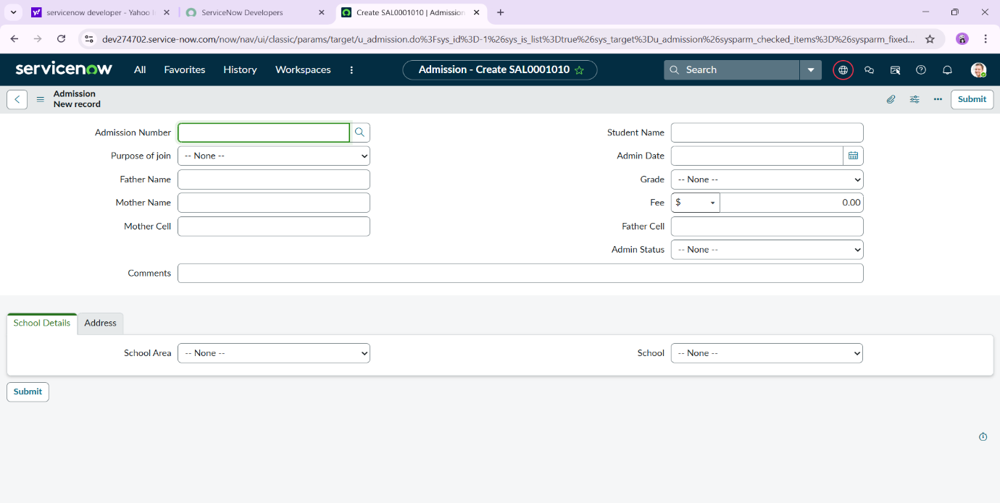 servicenow developer - Yahoo I
ServiceNow Developers
Create SAL0001010 | Admission
dev274702.service-now.com/now/nav/ui/classic/params/target/u_admission.do%3Fsys_id%3D-1%26sys_is_list%3Dtrue%26sys_target%3Du_admission%26sysparm_checked_items%3D%26sysparm_fixed...
servicenow All Favorites History Workspaces Admission - Create SAL0001010 Search
Admission
New record
Submit
Admission Number
Student Name
Purpose of join -- None --
Admin Date
Father Name
Grade -- None --
Mother Name
Fee $ 0.00
Mother Cell
Father Cell
Admin Status -- None --
Comments
School Details Address
School Area -- None --
School -- None --
Submit